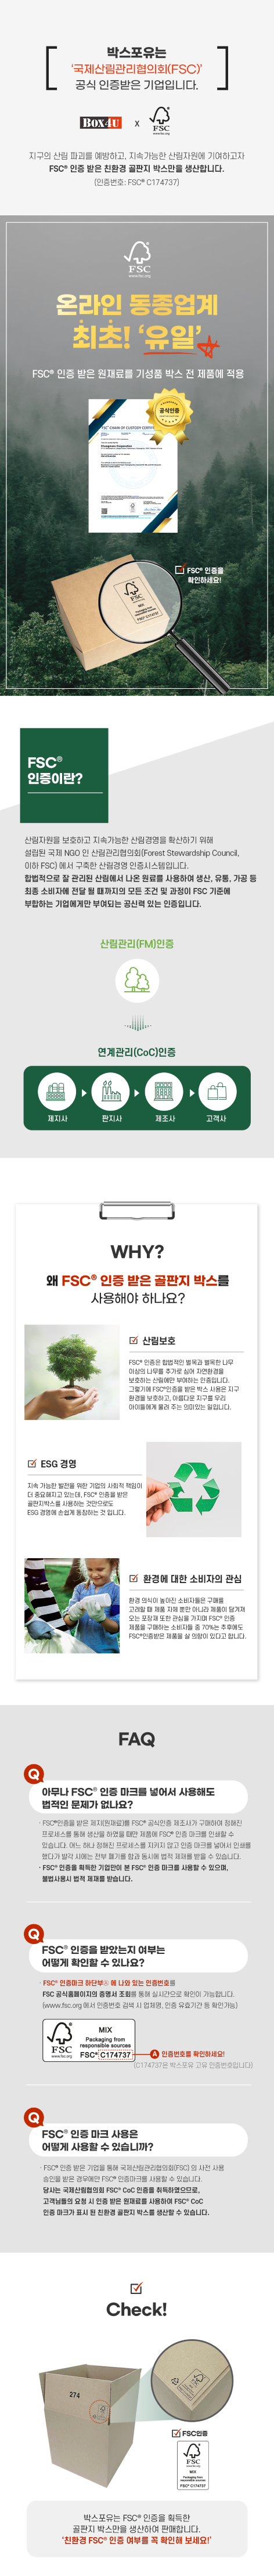 박스포유는
'국제산림관리협의회(FSC)'
공식 인증받은 기업입니다.
BOX4U x FSC
www.fsc.org
지구의 산림 파괴를 예방하고, 지속가능한 산림자원에 기여하고자
FSC® 인증 받은 친환경 골판지 박스만을 생산합니다.
(인증번호: FSC® C174737)
FSC
www.fsc.org
온라인 동종업계
최초! '유일'
FSC® 인증 받은 원재료를 기성품 박스 전 제품에 적용
공식인증
FSC™ CHAIN OF CUSTODY CERTIFICATE
FSC
MIX
FSC® C174737
FSC® 인증을
확인하세요!
FSC®
인증이란?
산림자원을 보호하고 지속가능한 산림경영을 확산하기 위해
설립된 국제 NGO 인 산림관리협의회(Forest Stewardship Council,
이하 FSC) 에서 구축한 산림경영 인증시스템입니다.
합법적으로 잘 관리된 산림에서 나온 원료를 사용하여 생산, 유통, 가공 등
최종 소비자에 전달 될 때까지의 모든 조건 및 과정이 FSC 기준에
부합하는 기업에게만 부여되는 공신력 있는 인증입니다.
산림관리(FM)인증
연계관리(CoC)인증
제지사 판지사 제조사 고객사
WHY?
왜 FSC® 인증 받은 골판지 박스를
사용해야 하나요?
산림보호
FSC® 인증은 합법적인 벌목과 벌목한 나무
이상의 나무를 추가로 심어 자연환경을
보호하는 산림에만 부여하는 인증입니다.
그렇기에 FSC®인증을 받은 박스 사용은 지구
환경을 보호하고, 아름다운 지구를 우리
아이들에게 물려 주는 의미있는 일입니다.
ESG 경영
지속 가능한 발전을 위한 기업의 사회적 책임이
더 중요해지고 있는데, FSC® 인증을 받은
골판지박스를 사용하는 것만으로도
ESG 경영에 손쉽게 동참하는 것 입니다.
환경에 대한 소비자의 관심
환경 의식이 높아진 소비자들은 구매를
고려할 때 제품 자체 뿐만 아니라 제품이 담겨져
오는 포장재 또한 관심을 가지며 FSC® 인증
제품을 구매하는 소비자들 중 70%는 추후에도
FSC®인증받은 제품을 살 의향이 있다고 합니다.
FAQ
Q
아무나 FSC® 인증 마크를 넣어서 사용해도
법적인 문제가 없나요?
· FSC®인증을 받은 제지(원재료)를 FSC® 공식인증 제조사가 구매하여 정해진
프로세스를 통해 생산을 하였을 때만 제품에 FSC® 인증 마크를 인쇄할 수
있습니다. 어느 하나 정해진 프로세스를 지키지 않고 인증 마크를 넣어서 인쇄를
했다가 발각 시에는 전부 폐기를 함과 동시에 법적 제재를 받을 수 있습니다.
· FSC® 인증를 획득한 기업만이 본 FSC® 인증 마크를 사용할 수 있으며,
불법사용시 법적 제재를 받습니다.
Q
FSC® 인증을 받았는지 여부는
어떻게 확인할 수 있나요?
· FSC® 인증마크 하단부Ⓐ 에 나와 있는 인증번호를
FSC 공식홈페이지의 증명서 조회를 통해 실시간으로 확인이 가능합니다.
(www.fsc.org 에서 인증번호 검색 시 업체명, 인증 유효기간 등 확인가능)
FSC
www.fsc.org
MIX
Packaging from
responsible sources
FSC® C174737
A 인증번호를 확인하세요!
(C174737은 박스포유 고유 인증번호입니다)
Q
FSC® 인증 마크 사용은
어떻게 사용할 수 있습니까?
· FSC® 인증 받은 기업을 통해 국제산림관리협의회(FSC) 의 사전 사용
승인을 받은 경우에만 FSC® 인증마크를 사용할 수 있습니다.
당사는 국제산림협의회 FSC® CoC 인증을 취득하였으므로,
고객님들의 요청 시 인증 받은 원재료를 사용하여 FSC® CoC
인증 마크가 표시 된 친환경 골판지 박스를 생산할 수 있습니다.
Check!
274
FSC인증
FSC
www.fsc.org
MIX
Packaging from
responsible sources
FSC® C174737
박스포유는 FSC® 인증을 획득한
골판지 박스만을 생산하여 판매합니다.
'친환경 FSC® 인증 여부를 꼭 확인해 보세요!'